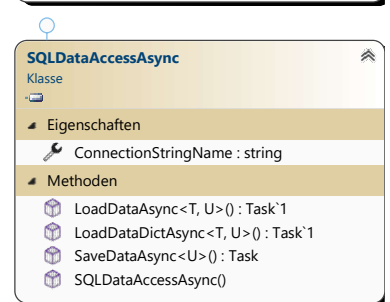 SQLDataAccessAsync
Klasse
Eigenschaften
ConnectionStringName : string
Methoden
LoadDataAsync<T, U>() : Task`1
LoadDataDictAsync<T, U>() : Task`1
SaveDataAsync<U>() : Task
SQLDataAccessAsync()